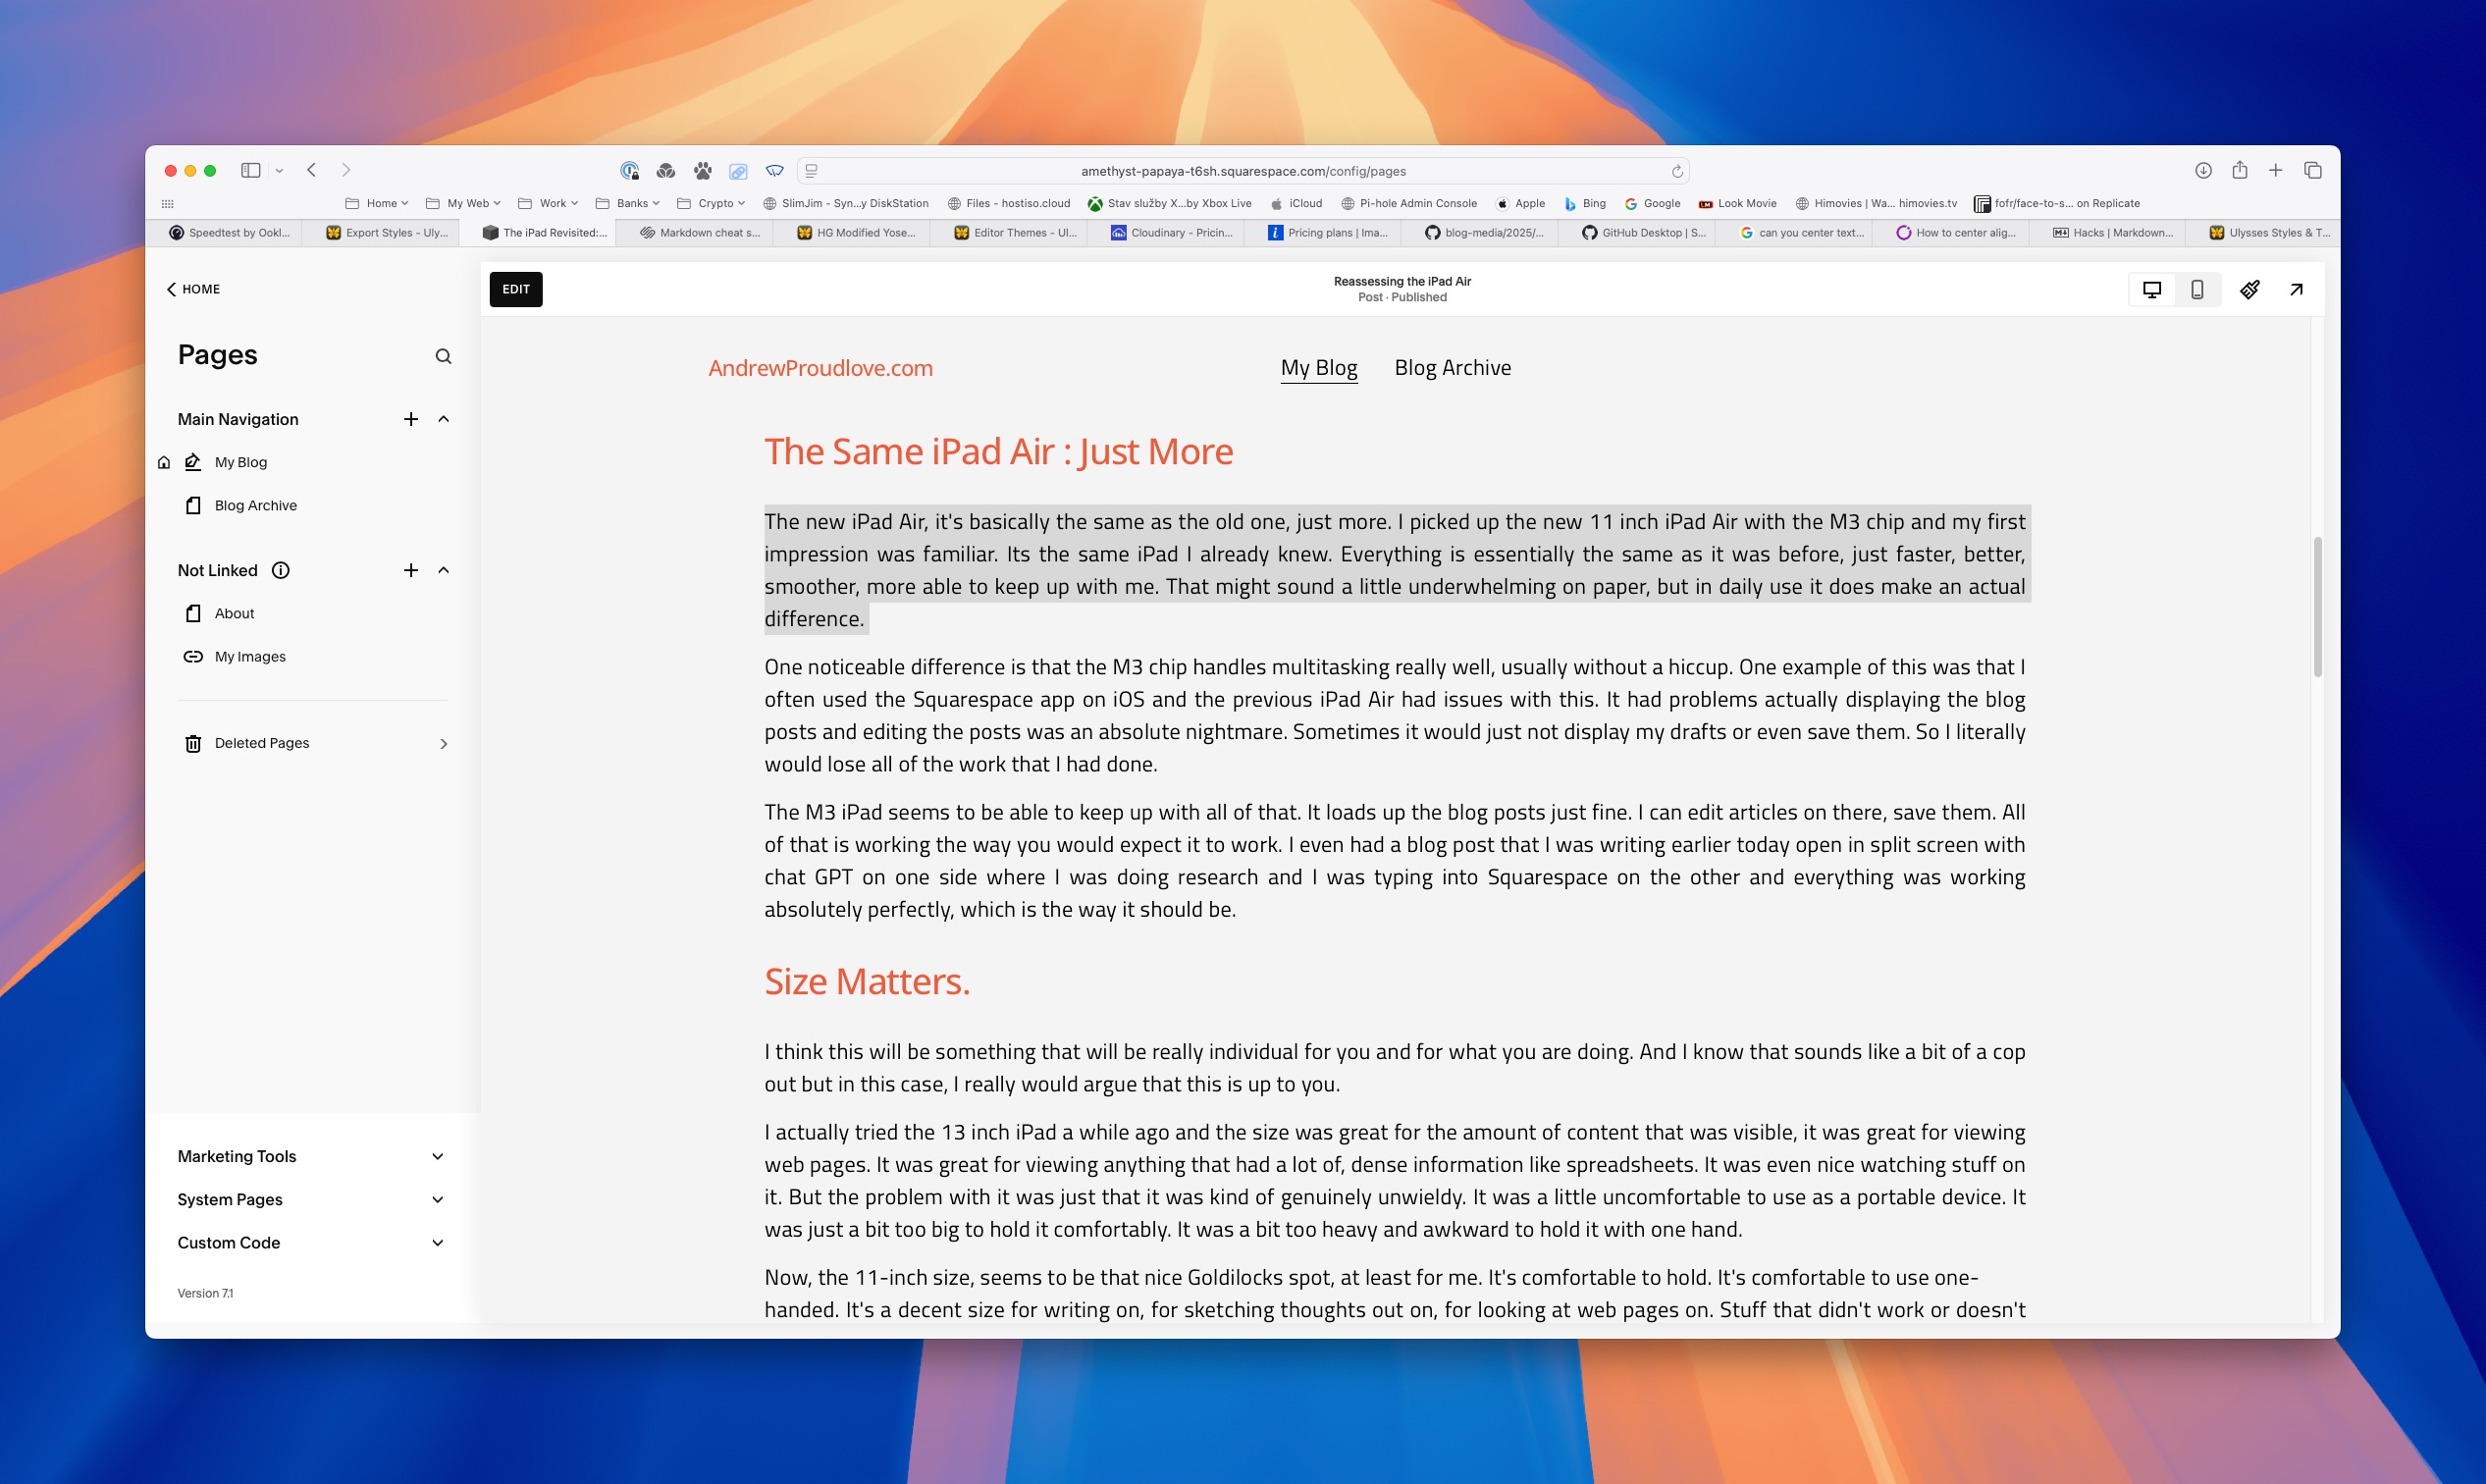 amethyst-papaya-t6sh.squarespace.com/config/pages
Home
My Web
Work
Banks
Crypto
SlimJim - Syn...y DiskStation
Files - hostiso.cloud
Stav služby X...by Xbox Live
iCloud
Pi-hole Admin Console
Apple
Bing
Google
Look Movie
Himovies | Wa... himovies.tv
fofr/face-to-s... on Replicate
Speedtest by Ookl...
Export Styles - Uly...
The iPad Revisited:...
Markdown cheat s...
HG Modified Yose...
Editor Themes - Ul...
Cloudinary - Pricin...
Pricing plans | Ima...
blog-media/2025/...
GitHub Desktop | S...
can you center text...
How to center alig...
Hacks | Markdown...
Ulysses Styles & T...
HOME
Pages
Main Navigation
My Blog
Blog Archive
Not Linked
About
My Images
Deleted Pages
Marketing Tools
System Pages
Custom Code
Version 7.1
EDIT
Reassessing the iPad Air
Post · Published
AndrewProudlove.com
My Blog
Blog Archive
The Same iPad Air : Just More
The new iPad Air, it's basically the same as the old one, just more. I picked up the new 11 inch iPad Air with the M3 chip and my first
impression was familiar. Its the same iPad I already knew. Everything is essentially the same as it was before, just faster, better,
smoother, more able to keep up with me. That might sound a little underwhelming on paper, but in daily use it does make an actual
difference.
One noticeable difference is that the M3 chip handles multitasking really well, usually without a hiccup. One example of this was that I
often used the Squarespace app on iOS and the previous iPad Air had issues with this. It had problems actually displaying the blog
posts and editing the posts was an absolute nightmare. Sometimes it would just not display my drafts or even save them. So I literally
would lose all of the work that I had done.
The M3 iPad seems to be able to keep up with all of that. It loads up the blog posts just fine. I can edit articles on there, save them. All
of that is working the way you would expect it to work. I even had a blog post that I was writing earlier today open in split screen with
chat GPT on one side where I was doing research and I was typing into Squarespace on the other and everything was working
absolutely perfectly, which is the way it should be.
Size Matters.
I think this will be something that will be really individual for you and for what you are doing. And I know that sounds like a bit of a cop
out but in this case, I really would argue that this is up to you.
I actually tried the 13 inch iPad a while ago and the size was great for the amount of content that was visible, it was great for viewing
web pages. It was great for viewing anything that had a lot of, dense information like spreadsheets. It was even nice watching stuff on
it. But the problem with it was just that it was kind of genuinely unwieldy. It was a little uncomfortable to use as a portable device. It
was just a bit too big to hold it comfortably. It was a bit too heavy and awkward to hold it with one hand.
Now, the 11-inch size, seems to be that nice Goldilocks spot, at least for me. It's comfortable to hold. It's comfortable to use one-
handed. It's a decent size for writing on, for sketching thoughts out on, for looking at web pages on. Stuff that didn't work or doesn't